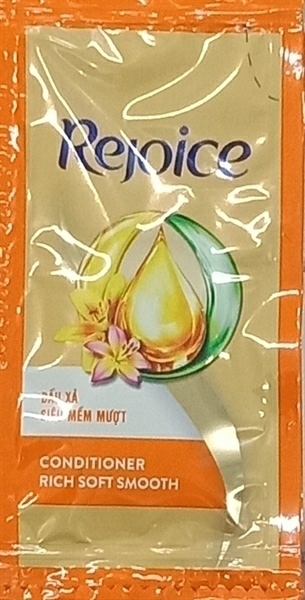 Rejoice
DẦU XẢ
SIÊU MỀM MƯỢT
CONDITIONER
RICH SOFT SMOOTH